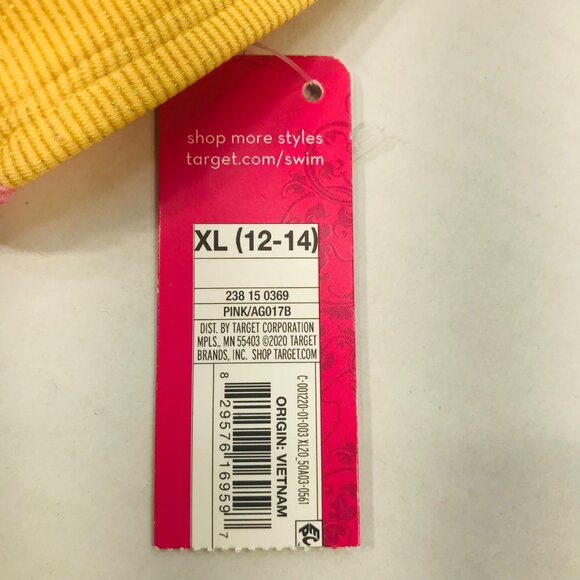 shop more styles
target.com/swim
XL (12-14)
238 15 0369
PINK/AG017B
DIST. BY TARGET CORPORATION
MPLS., MN 55403 ©2020 TARGET
BRANDS, INC. SHOP TARGET.COM
C-001220-01-003 XL20_50A03-0561
ORIGIN: VIETNAM
8 29576 16959 7